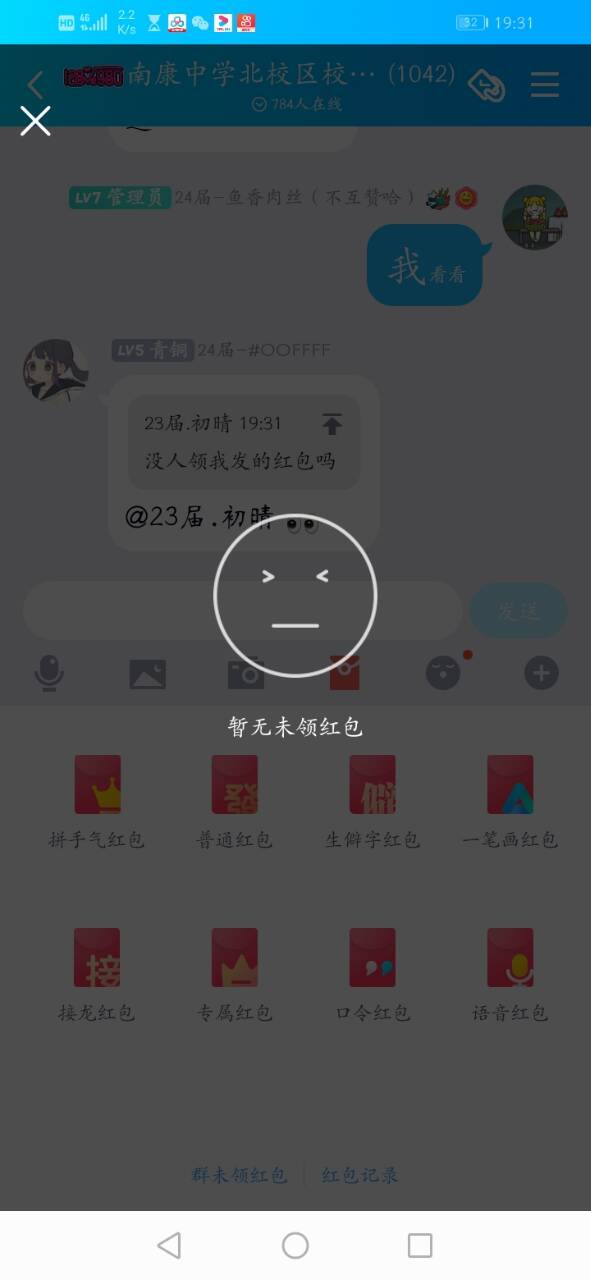 HD 4G 2.2 K/s 32 19:31
南康中学北校区校… (1042)
784人在线
LV7 管理员 24届-鱼香肉丝（不互赞哈）
我看看
LV5 青铜 24届-#OOFFFF
23届.初晴 19:31
没人领我发的红包吗
@23届.初晴
发送
暂无未领红包
發 僻
拼手气红包 普通红包 生僻字红包 一笔画红包
接
接龙红包 专属红包 口令红包 语音红包
群未领红包 红包记录